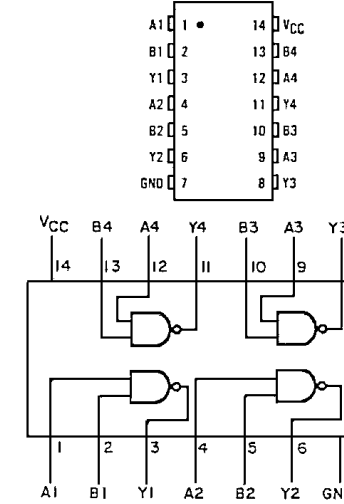 A1 1 14 VCC
B1 2 13 B4
Y1 3 12 A4
A2 4 11 Y4
B2 5 10 B3
Y2 6 9 A3
GND 7 8 Y3
VCC B4 A4 Y4 B3 A3 Y3
14 13 12 11 10 9
1 2 3 4 5 6
A1 B1 Y1 A2 B2 Y2 GN